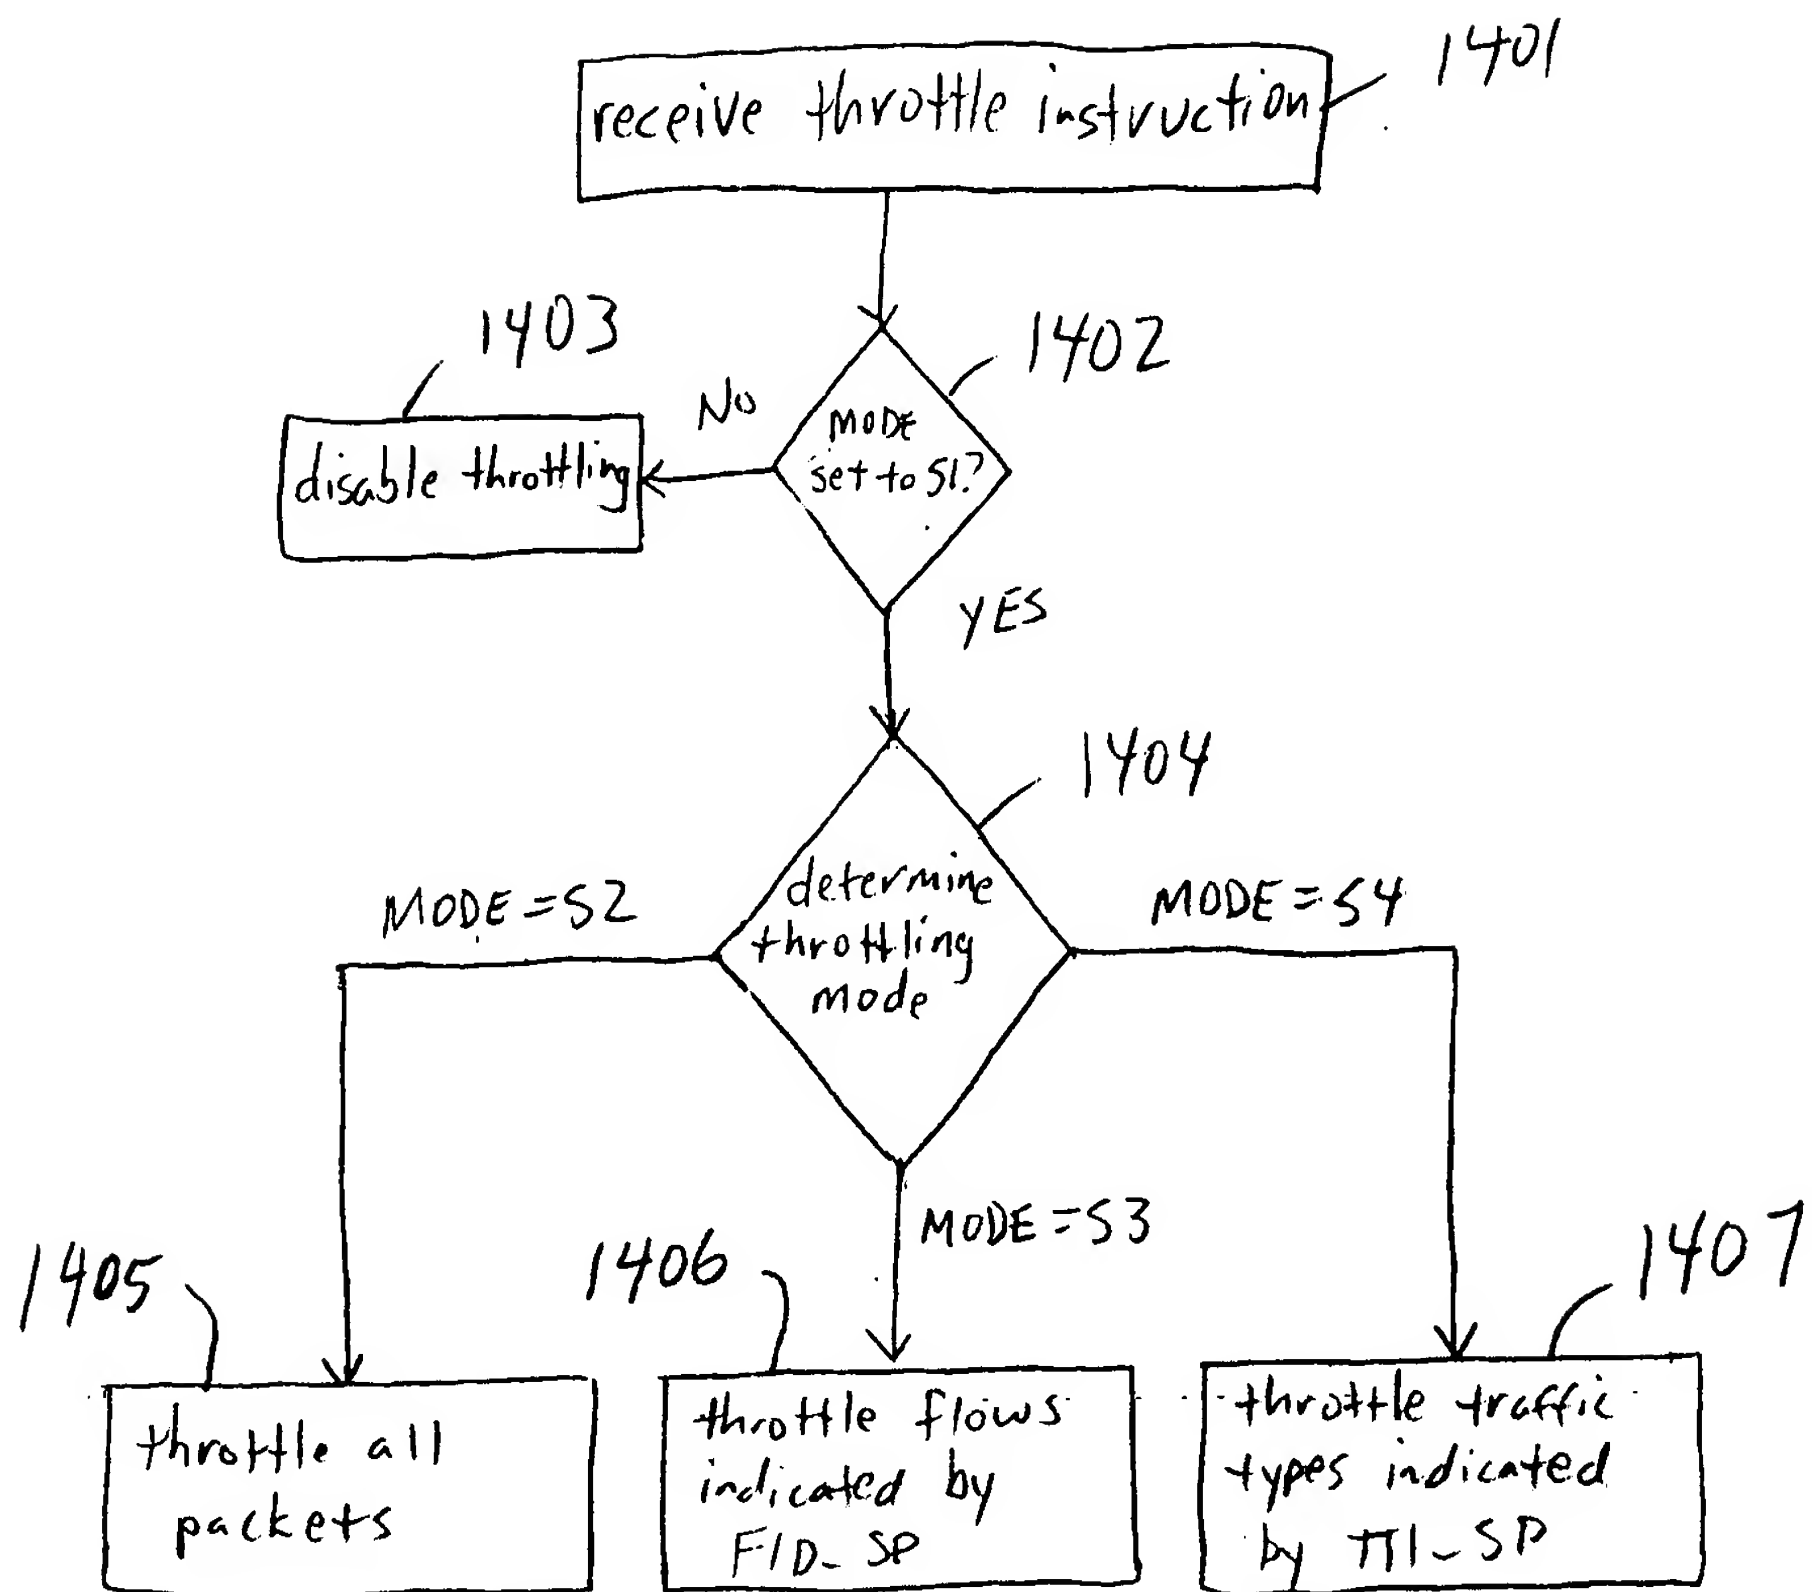 1401
receive throttle instruction
1403
1402
No
MODE
set to S1?
disable throttling
YES
1404
MODE=S2
determine
throttling
mode
MODE=S4
MODE=S3
1405
1406
1407
throttle all
packets
throttle flows
indicated by
FID_SP
throttle traffic
types indicated
by TTI_SP